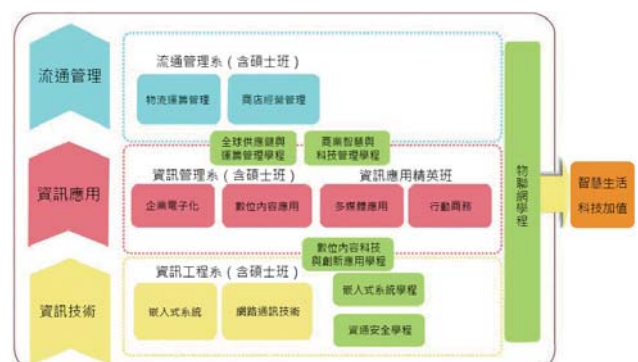 流通管理
流通管理系(含碩士班)
物流運籌管理
商店經營管理
全球供應鏈與
運籌管理學程
商業智慧與
科技管理學程
資訊應用
資訊管理系(含碩士班)
資訊應用精英班
企業電子化
數位內容應用
多媒體應用
行動商務
數位內容科技
與創新應用學程
資訊技術
資訊工程系(含碩士班)
嵌入式系統
網路通訊技術
嵌入式系統學程
資通安全學程
物聯網學程
智慧生活
科技加值